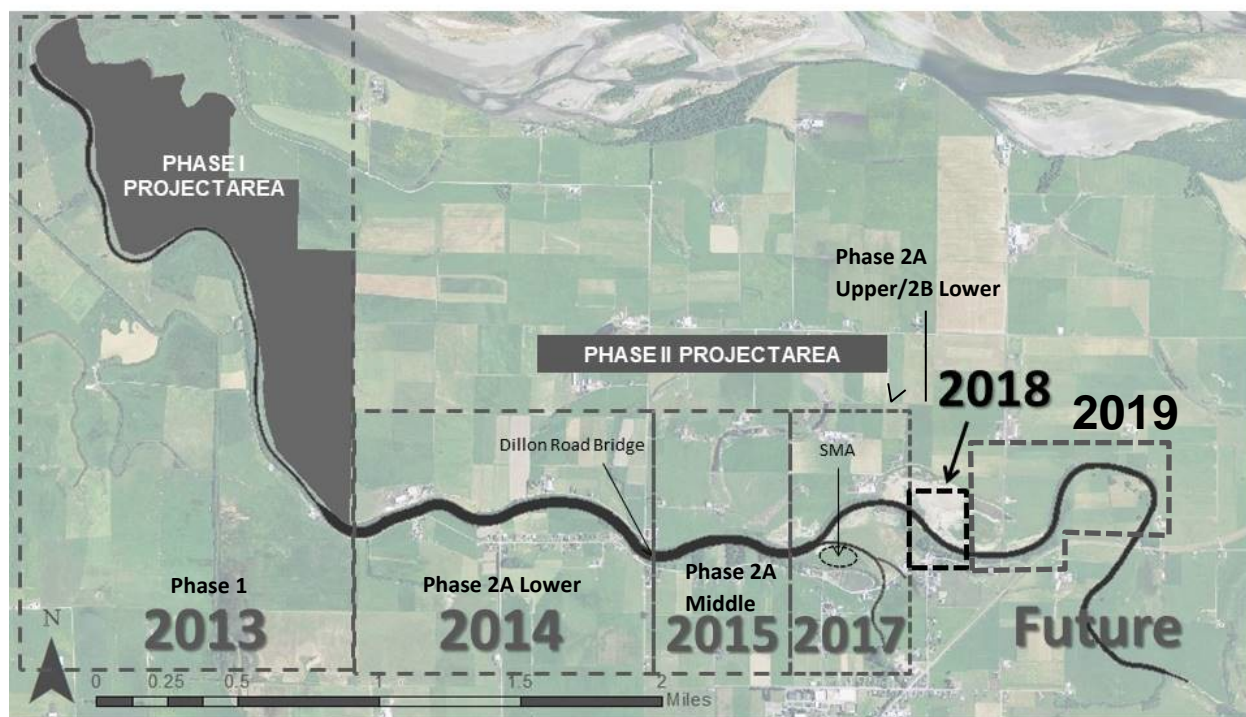 PHASE I
PROJECTAREA
Phase 2A
Upper/2B Lower
PHASE II PROJECTAREA
2018
2019
Dillon Road Bridge
SMA
Phase 1
2013
Phase 2A Lower
2014
Phase 2A
Middle
2015
2017
Future
N
0
0.25
0.5
1
1.5
2
Miles